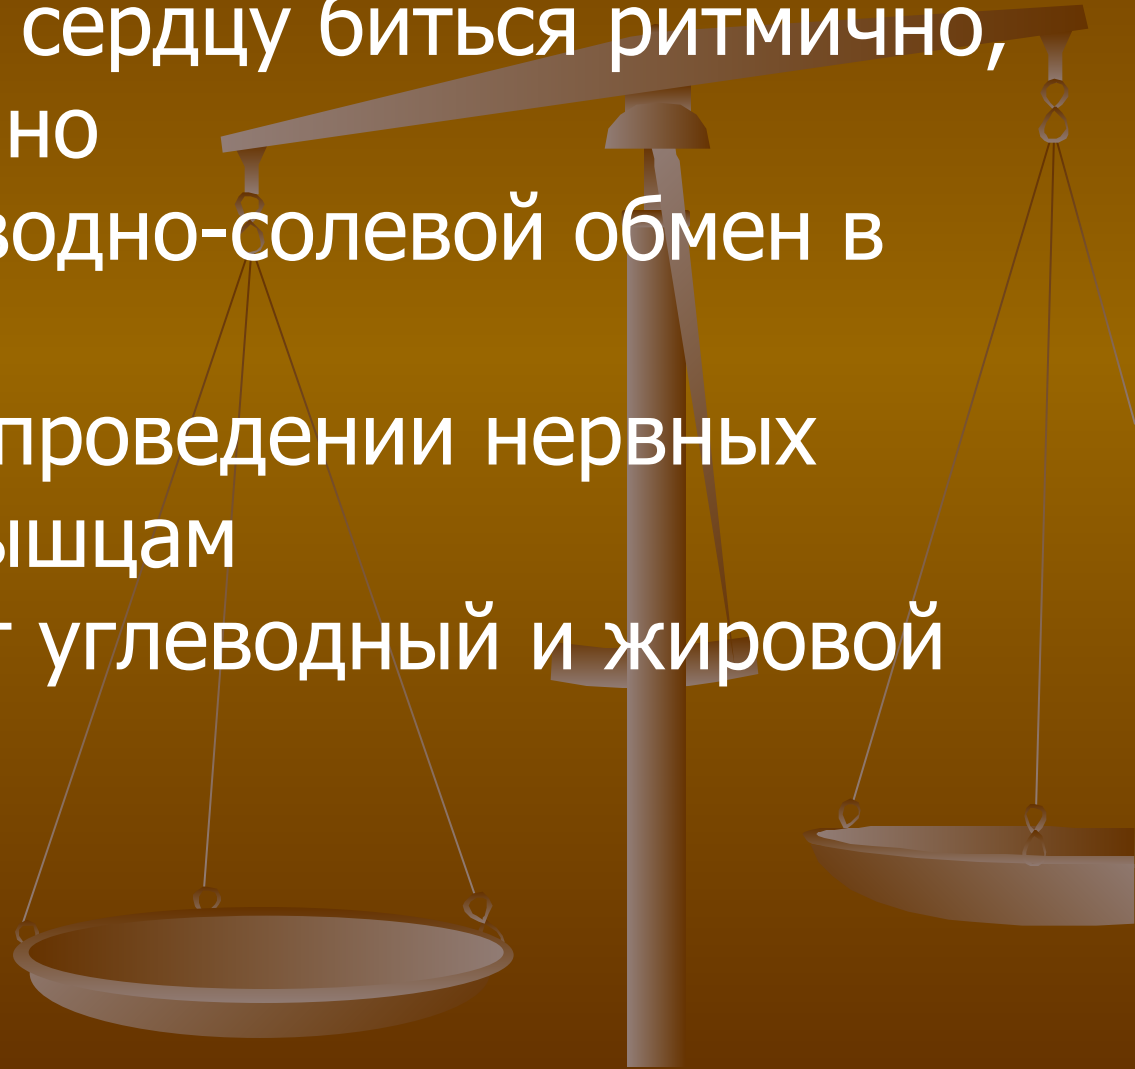 сердцу биться ритмично,
но
водно-солевой обмен в
проведении нервных
ышцам
т углеводный и жировой